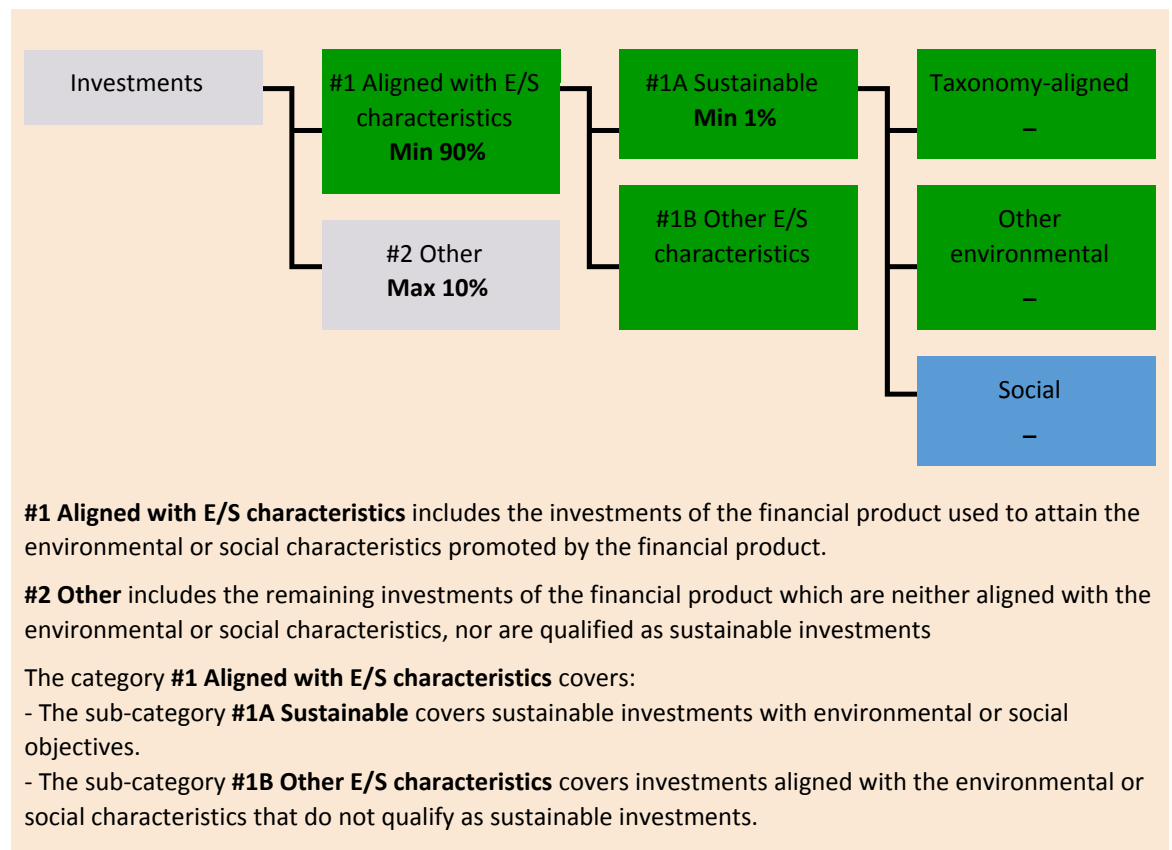 Investments
#1 Aligned with E/S
characteristics
Min 90%
#2 Other
Max 10%
#1A Sustainable
Min 1%
#1B Other E/S
characteristics
Taxonomy-aligned
–
Other
environmental
–
Social
–
#1 Aligned with E/S characteristics includes the investments of the financial product used to attain the
environmental or social characteristics promoted by the financial product.
#2 Other includes the remaining investments of the financial product which are neither aligned with the
environmental or social characteristics, nor are qualified as sustainable investments
The category #1 Aligned with E/S characteristics covers:
- The sub-category #1A Sustainable covers sustainable investments with environmental or social
objectives.
- The sub-category #1B Other E/S characteristics covers investments aligned with the environmental or
social characteristics that do not qualify as sustainable investments.